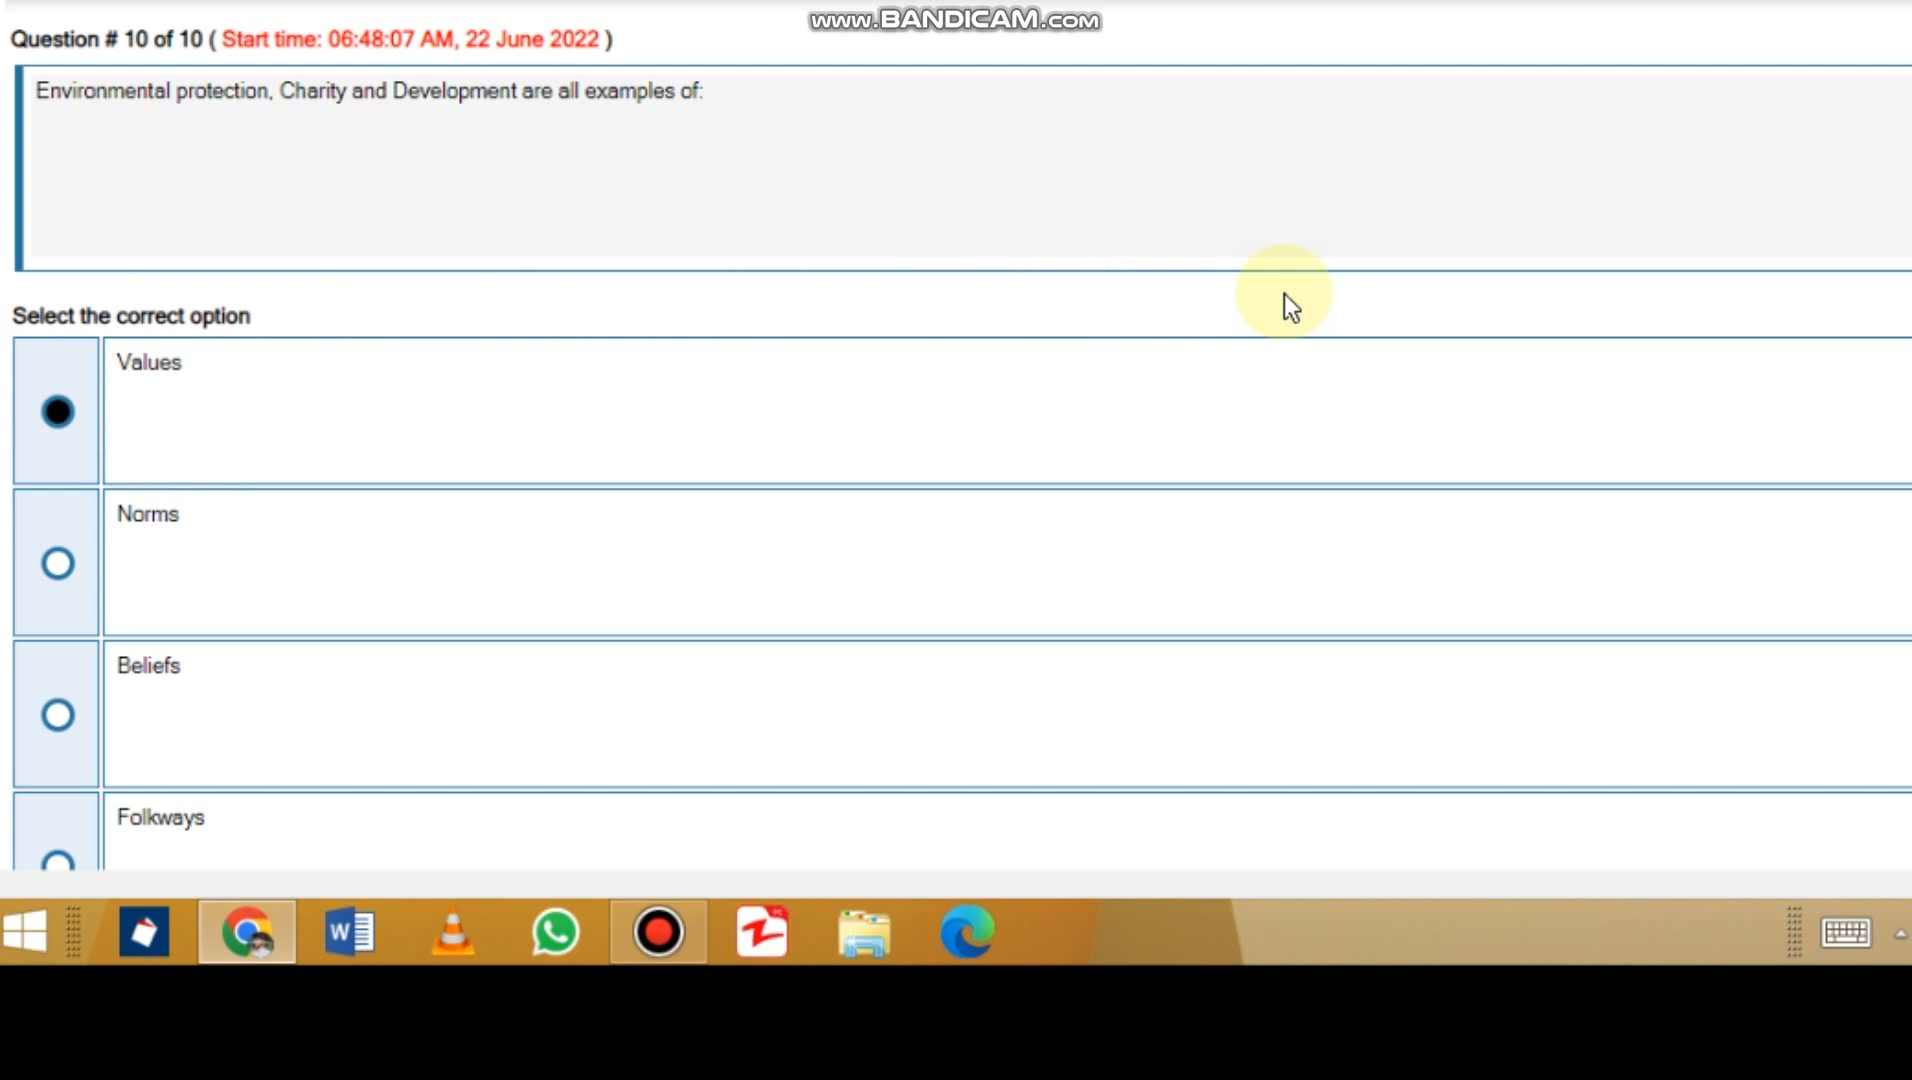 www.BANDICAM.com
Question # 10 of 10 ( Start time: 06:48:07 AM, 22 June 2022 )
Environmental protection, Charity and Development are all examples of:
Select the correct option
Values
Norms
Beliefs
Folkways
W
PC